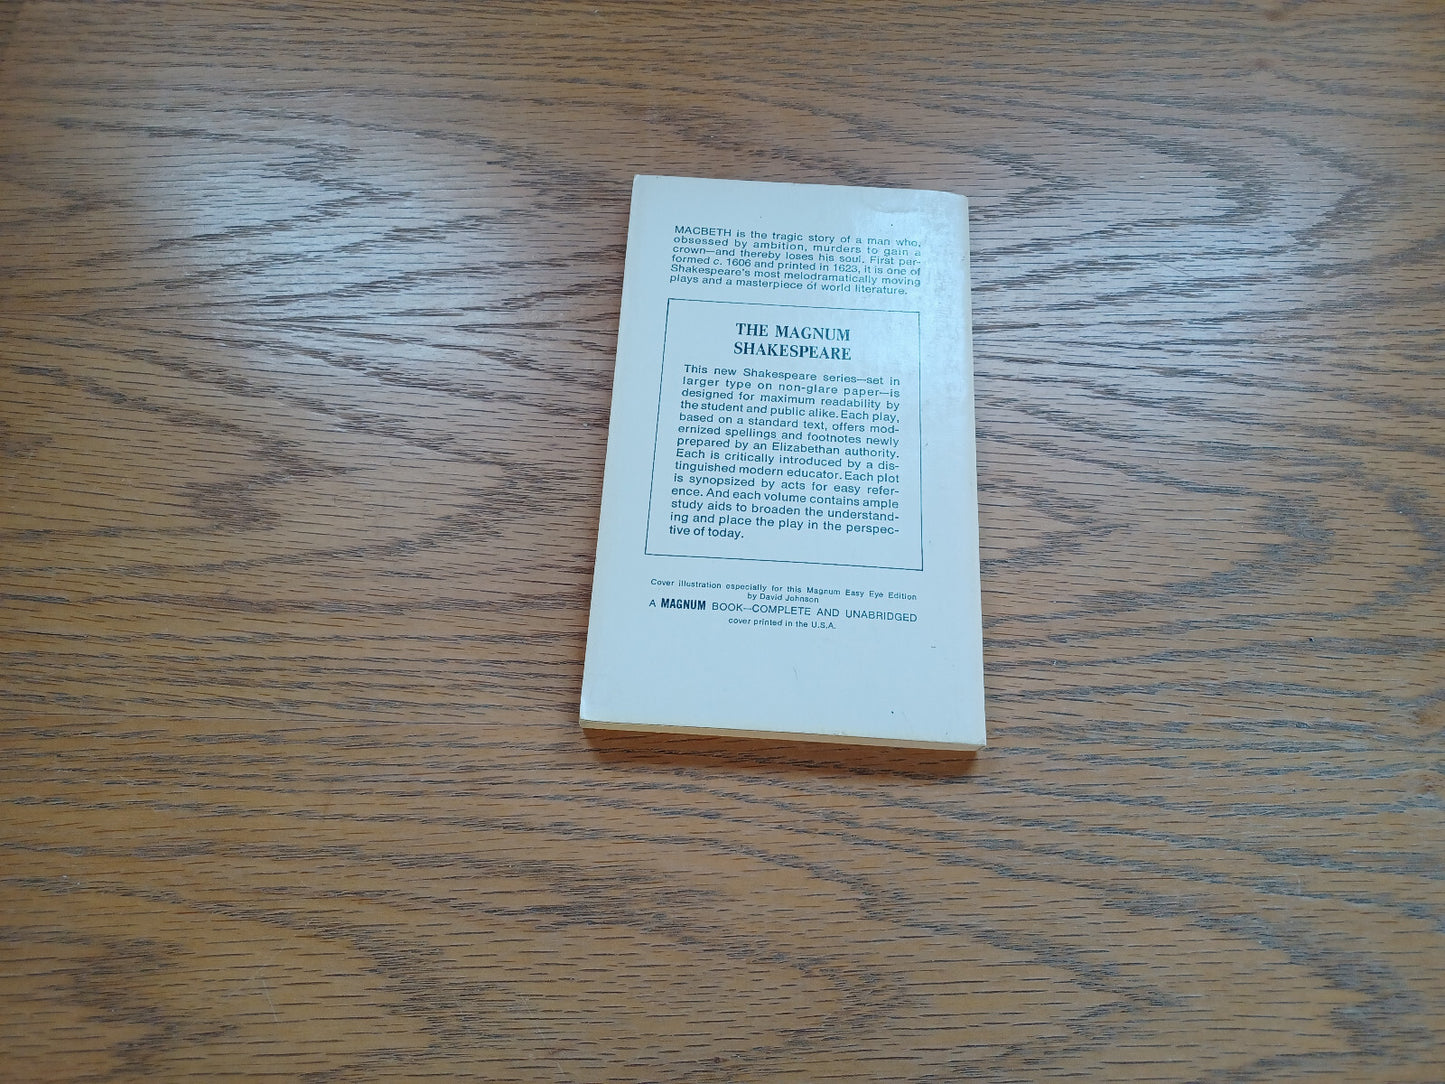 MACBETH is the tragic story of a man who,
obsessed by ambition, murders to gain a
crown—and thereby loses his soul. First per-
formed c. 1606 and printed in 1623, it is one of
Shakespeare's most melodramatically moving
plays and a masterpiece of world literature.
THE MAGNUM
SHAKESPEARE
This new Shakespeare series—set in
larger type on non-glare paper—is
designed for maximum readability by
the student and public alike. Each play,
based on a standard text, offers mod-
ernized spellings and footnotes newly
prepared by an Elizabethan authority.
Each is critically introduced by a dis-
tinguished modern educator. Each plot
is synopsized by acts for easy refer-
ence. And each volume contains ample
study aids to broaden the understand-
ing and place the play in the perspec-
tive of today.
Cover illustration especially for this Magnum Easy Eye Edition
by David Johnson
A MAGNUM BOOK—COMPLETE AND UNABRIDGED
cover printed in the U.S.A.